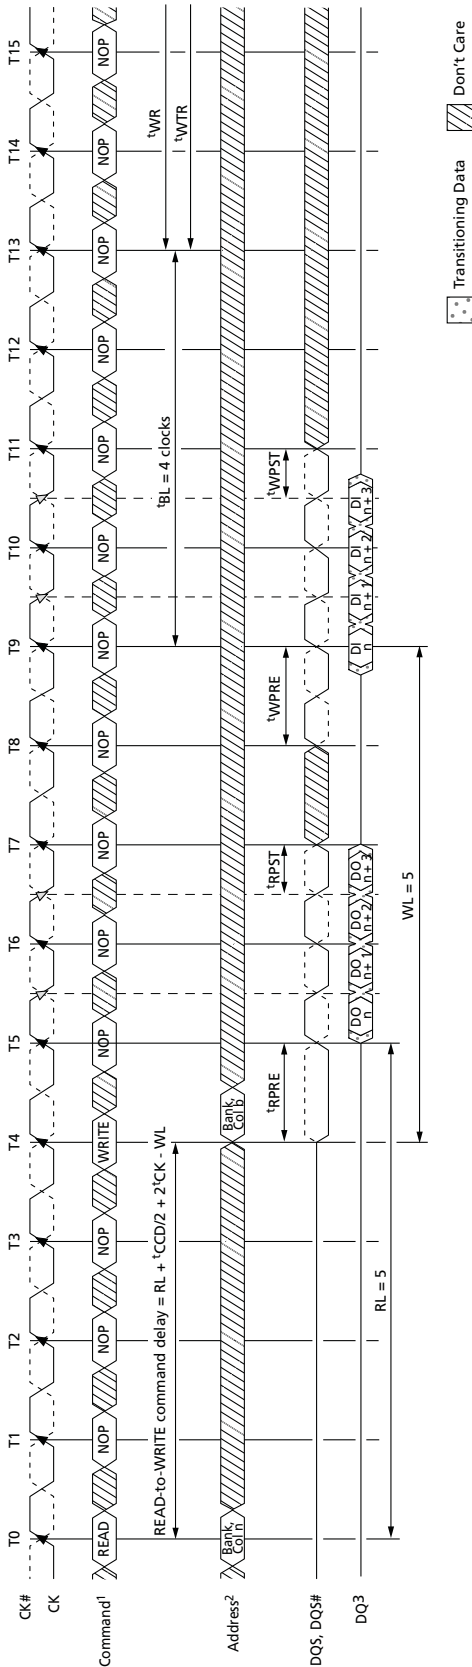 T0 T1 T2 T3 T4 T5 T6 T7 T8 T9 T10 T11 T12 T13 T14 T15
CK#
CK
Command1 READ NOP NOP NOP WRITE NOP NOP NOP NOP NOP NOP NOP NOP NOP NOP NOP
READ-to-WRITE command delay = RL + tCCD/2 + 2tCK - WL
tBL = 4 clocks
tWR
tWTR
Address2 Bank, Col n Bank, Col b
tRPRE tRPST tWPRE tWPST
DQS, DQS#
DQ3 DO n DO n + 1 DO n + 2 DO n + 3 DI n DI n + 1 DI n + 2 DI n + 3
RL = 5
WL = 5
Transitioning Data Don't Care